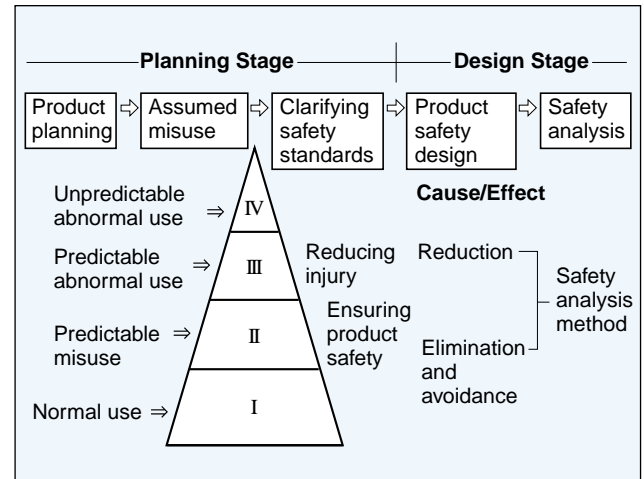 Planning Stage
Design Stage
Product
planning
⇨
Assumed
misuse
⇨
Clarifying
safety
standards
⇨
Product
safety
design
⇨
Safety
analysis
Cause/Effect
Unpredictable
abnormal use
⇒
IV
Predictable
abnormal use
⇒
III
Reducing
injury
Reduction
Safety
analysis
method
Predictable
misuse
⇒
II
Ensuring
product
safety
Elimination
and
avoidance
Normal use ⇒
I